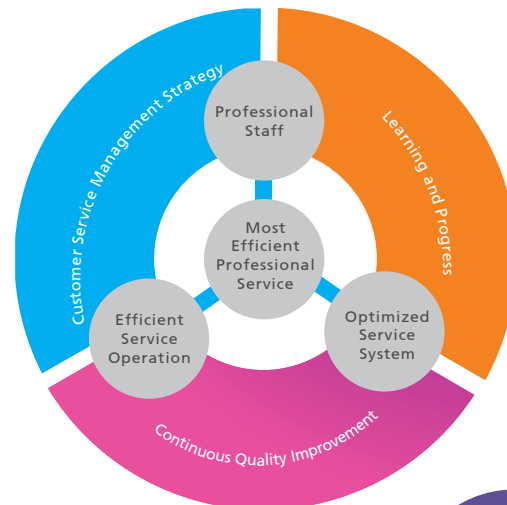 Customer Service Management Strategy
Learning and Progress
Professional
Staff
Most
Efficient
Professional
Service
Efficient
Service
Operation
Optimized
Service
System
Continuous Quality Improvement